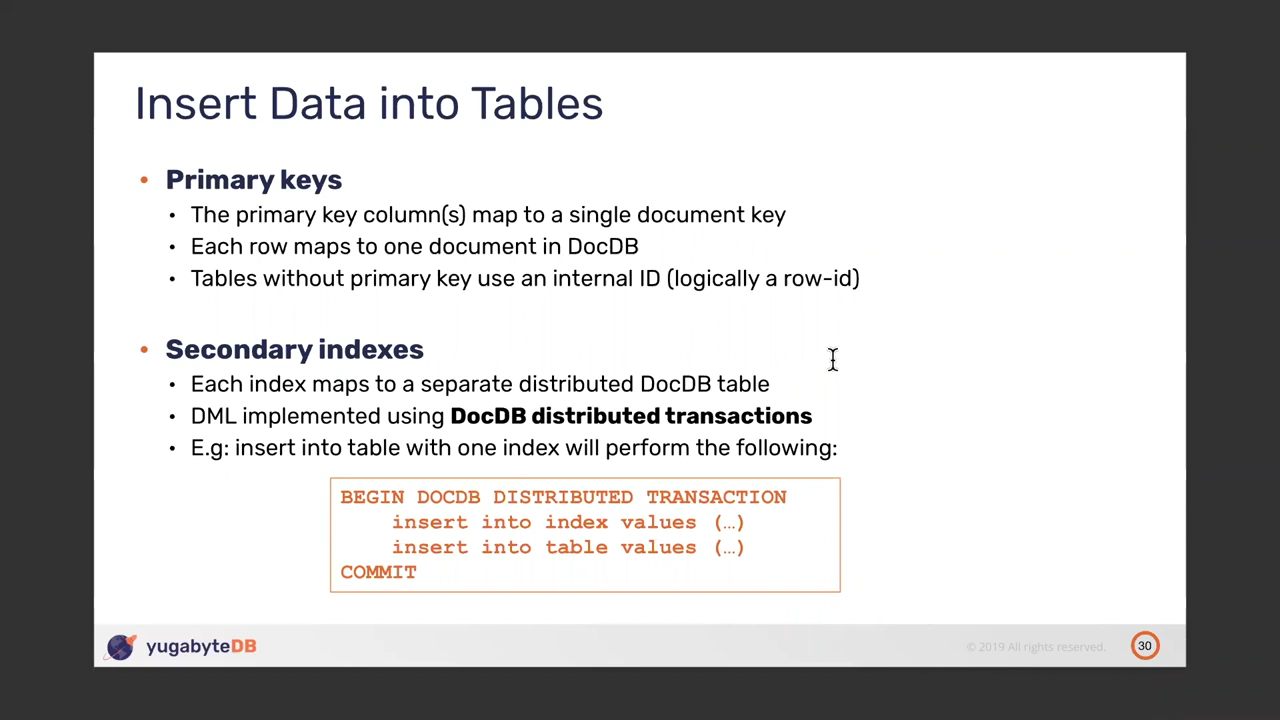 Insert Data into Tables
• Primary keys
• The primary key column(s) map to a single document key
• Each row maps to one document in DocDB
• Tables without primary key use an internal ID (logically a row-id)
• Secondary indexes
• Each index maps to a separate distributed DocDB table
• DML implemented using DocDB distributed transactions
• E.g: insert into table with one index will perform the following:
BEGIN DOCDB DISTRIBUTED TRANSACTION
    insert into index values (…)
    insert into table values (…)
COMMIT
yugabyteDB
© 2019 All rights reserved.
30